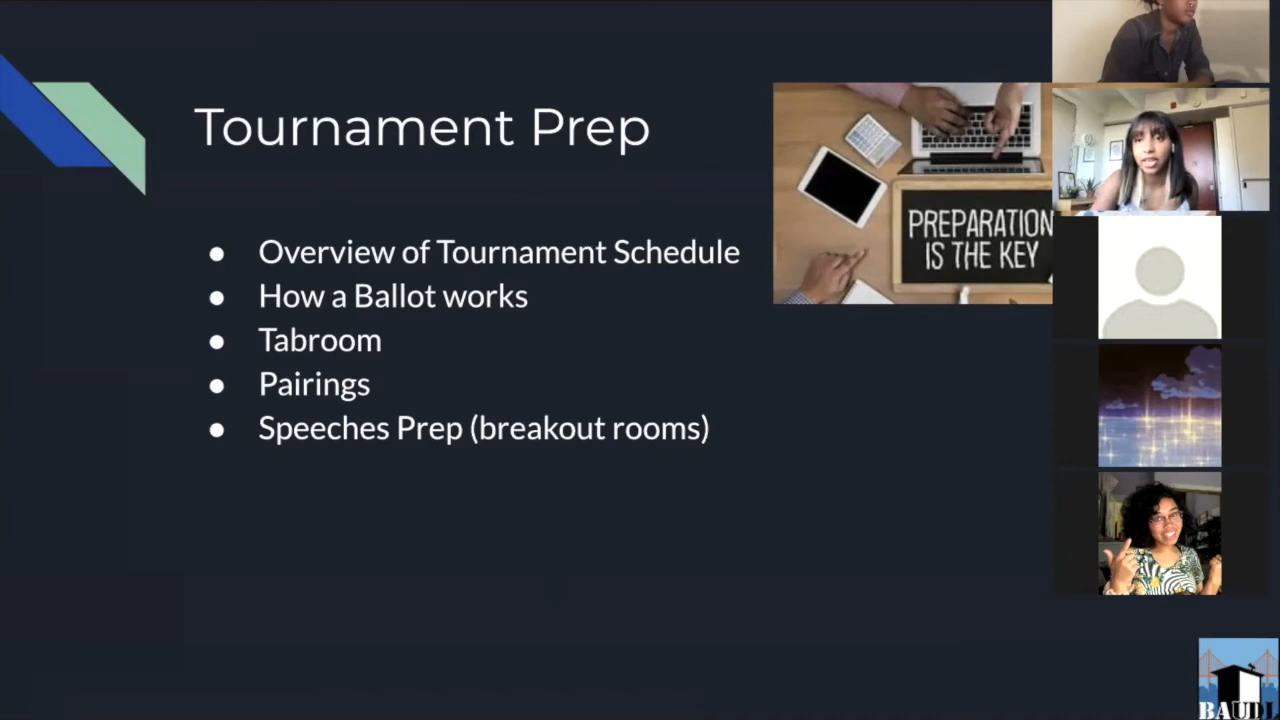 Tournament Prep
PREPARATION
IS THE KEY
● Overview of Tournament Schedule
● How a Ballot works
● Tabroom
● Pairings
● Speeches Prep (breakout rooms)
BAUDL